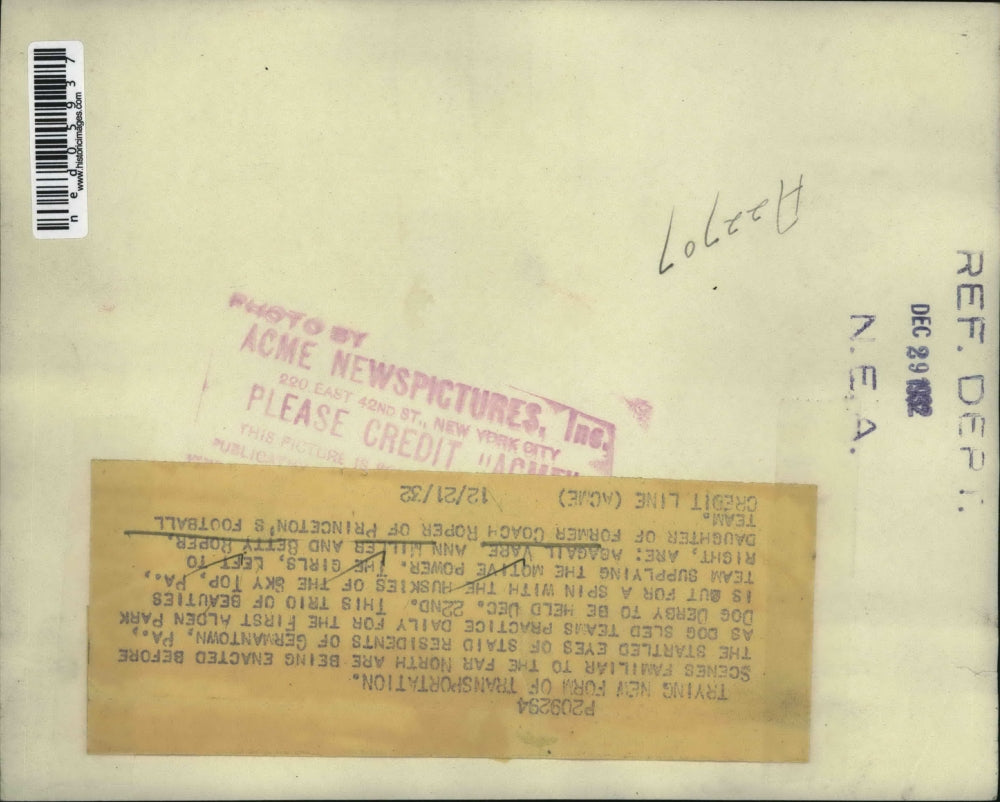 ned05937
www.historicimages.com
A22707
REF. DEPT.
DEC 29 1932
N.E.A.
PHOTO BY
ACME NEWSPICTURES, Inc.
220 EAST 42ND ST., NEW YORK CITY
PLEASE CREDIT "ACME"
THIS PICTURE IS
P209294
TRYING NEW FORM OF TRANSPORTATION.
SCENES FAMILIAR TO THE FAR NORTH ARE BEING ENACTED BEFORE
THE STARTLED EYES OF STAID RESIDENTS OF GERMANTOWN, PA.,
AS DOG SLED TEAMS PRACTICE DAILY FOR THE FIRST ALDEN PARK
DOG DERBY TO BE HELD DEC. 22ND. THIS TRIO OF BEAUTIES
IS OUT FOR A SPIN WITH THE HUSKIES OF THE SKY TOP, PA.,
TEAM SUPPLYING THE MOTIVE POWER. THE GIRLS, LEFT TO
RIGHT, ARE: ABAGAIL VARE, ANN MILLER AND BETTY ROPER,
DAUGHTER OF FORMER COACH ROPER OF PRINCETON'S FOOTBALL
TEAM.
CREDIT LINE (ACME) 12/21/32